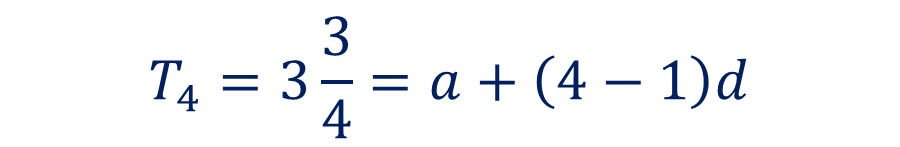 T₄ = 3 3/4 = a + (4 − 1)d